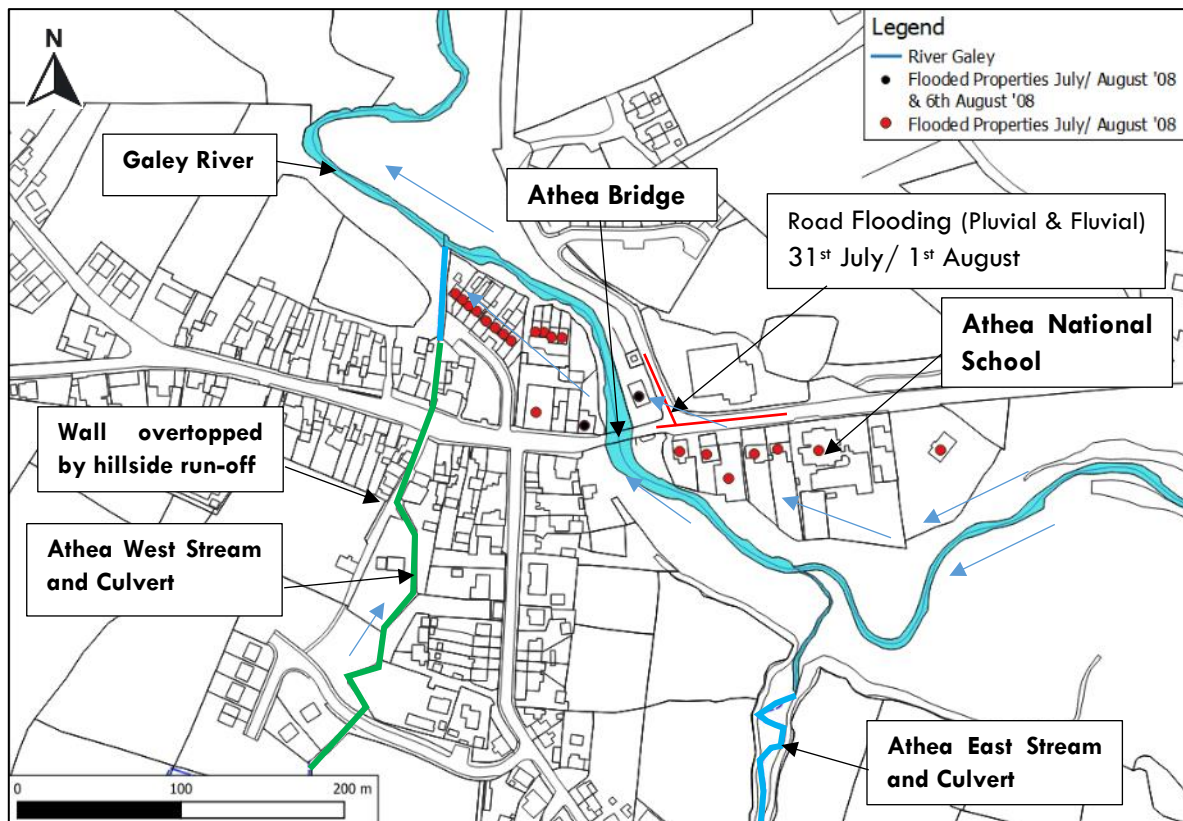 N
Legend
River Galey
Flooded Properties July/ August '08
& 6th August '08
Flooded Properties July/ August '08
Galey River
Athea Bridge
Road Flooding (Pluvial & Fluvial)
31st July/ 1st August
Athea National
School
Wall overtopped
by hillside run-off
Athea West Stream
and Culvert
Athea East Stream
and Culvert
0 100 200 m